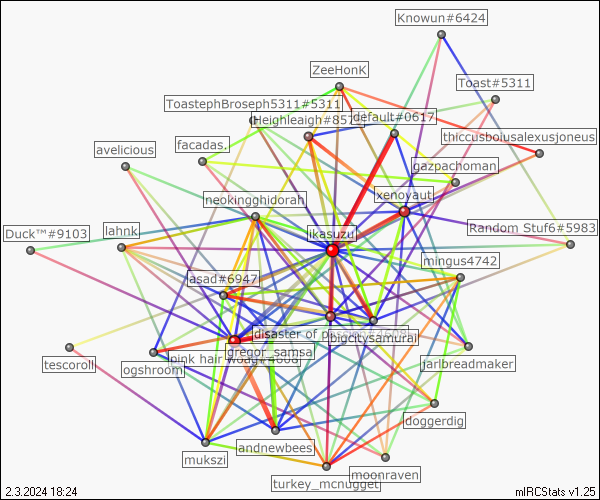 Knowun#6424
ZeeHonK
Toast#5311
ToastephBroseph5311#5311
Heighleaigh#857
default#0617
thiccusbolusalexusjoneus
facadas.
avelicious
gazpachoman
neokingghidorah
xenoyaut
Duck™#9103
lahnk
ikasuzu
Random Stuf6#5983
mingus4742
asad#6947
disaster of
bigcitysamurai
gregor_samsa
pink hair
jarlbreadmaker
tescoroll
ogshroom
doggerdig
andnewbees
mukszi
moonraven
turkey_mcnugget
2.3.2024 18:24
mIRCStats v1.25